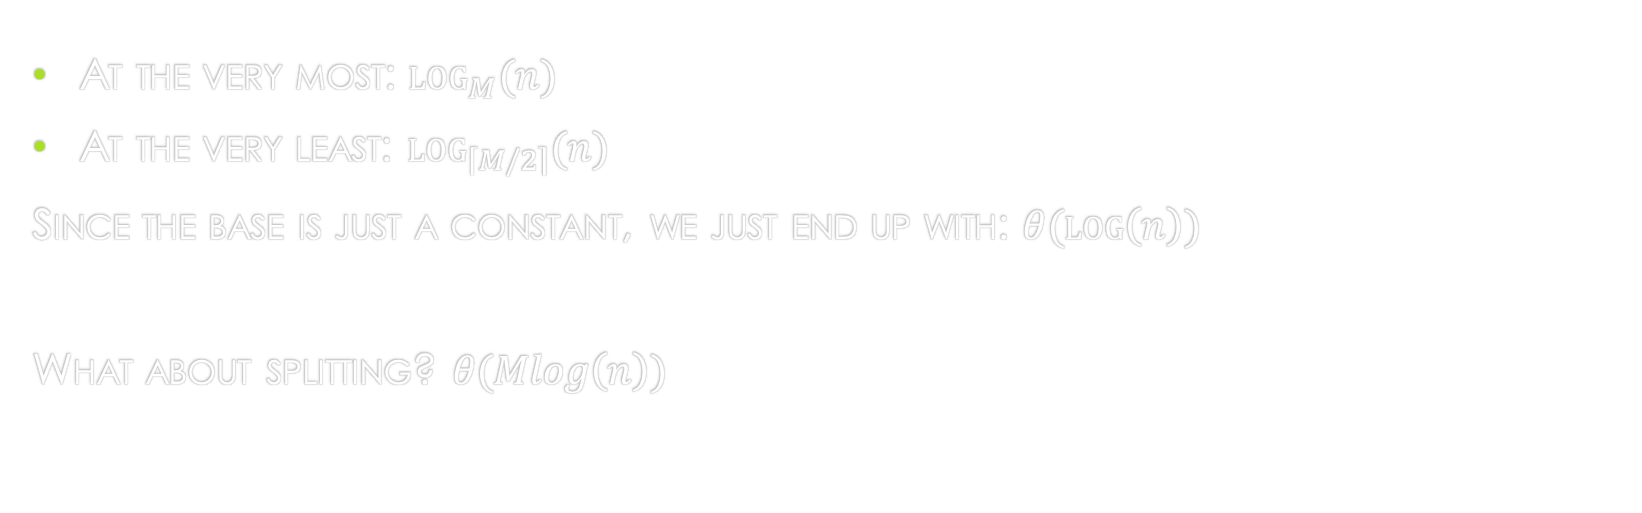 • At the very most: log_M(n)
• At the very least: log_⌈M/2⌉(n)
Since the base is just a constant, we just end up with: θ(log(n))
What about splitting? θ(Mlog(n))